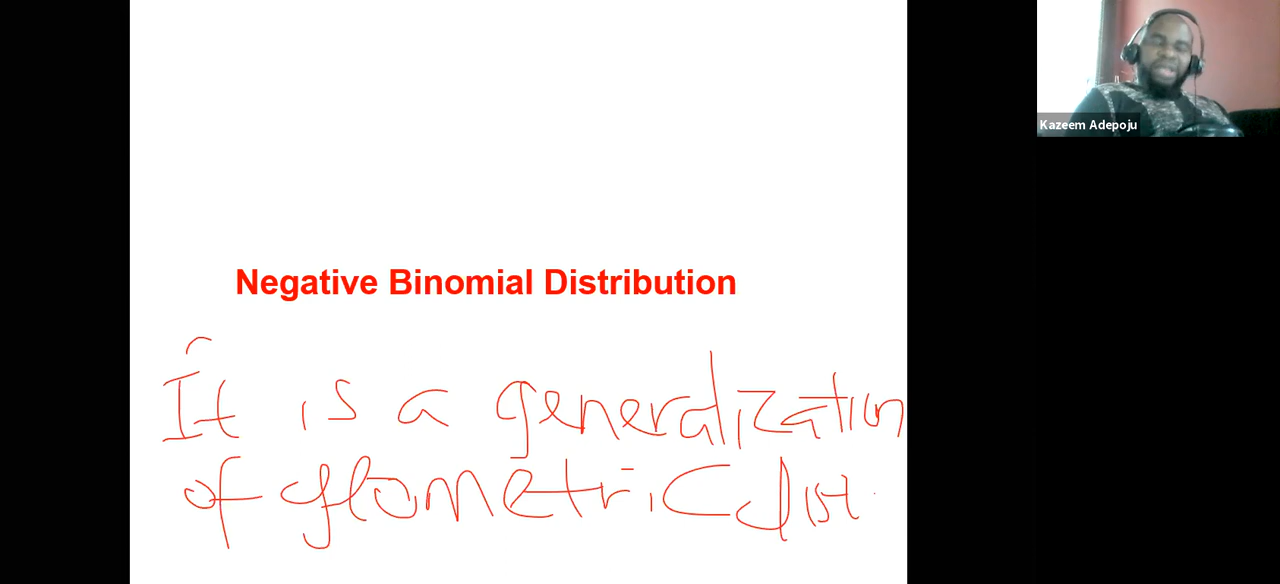 Kazeem Adepoju
Negative Binomial Distribution
It is a generalization
of geometric dist